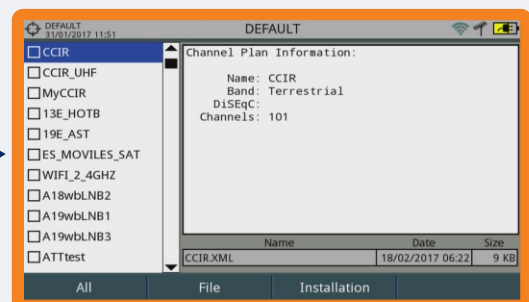 DEFAULT
31/01/2017 11:51
DEFAULT
CCIR
CCIR_UHF
MyCCIR
13E_HOTB
19E_AST
ES_MOVILES_SAT
WIFI_2_4GHZ
A18wbLNB2
A19wbLNB1
A19wbLNB3
ATTtest
Channel Plan Information:
Name: CCIR
Band: Terrestrial
DiSEqC:
Channels: 101
Name Date Size
CCIR.XML 18/02/2017 06:22 9 KB
All File Installation